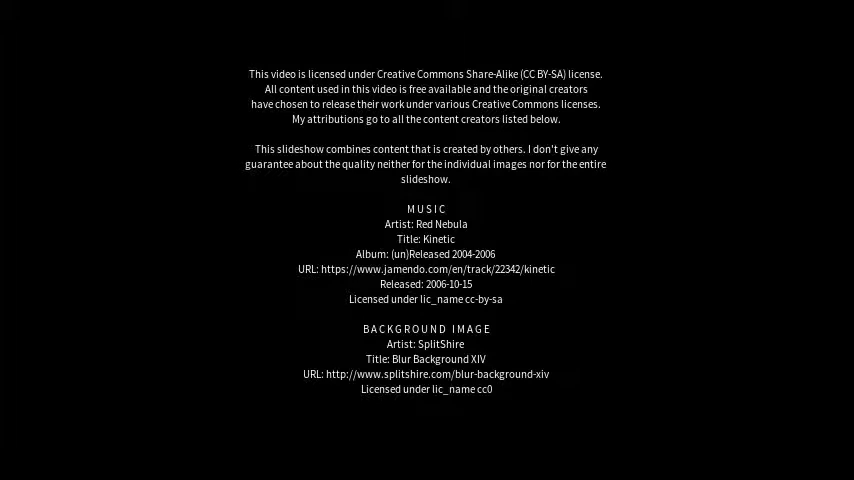 This video is licensed under Creative Commons Share-Alike (CC BY-SA) license.
All content used in this video is free available and the original creators
have chosen to release their work under various Creative Commons licenses.
My attributions go to all the content creators listed below.
This slideshow combines content that is created by others. I don't give any
guarantee about the quality neither for the individual images nor for the entire
slideshow.
MUSIC
Artist: Red Nebula
Title: Kinetic
Album: (un)Released 2004-2006
URL: https://www.jamendo.com/en/track/22342/kinetic
Released: 2006-10-15
Licensed under lic_name cc-by-sa
BACKGROUND IMAGE
Artist: SplitShire
Title: Blur Background XIV
URL: http://www.splitshire.com/blur-background-xiv
Licensed under lic_name cc0